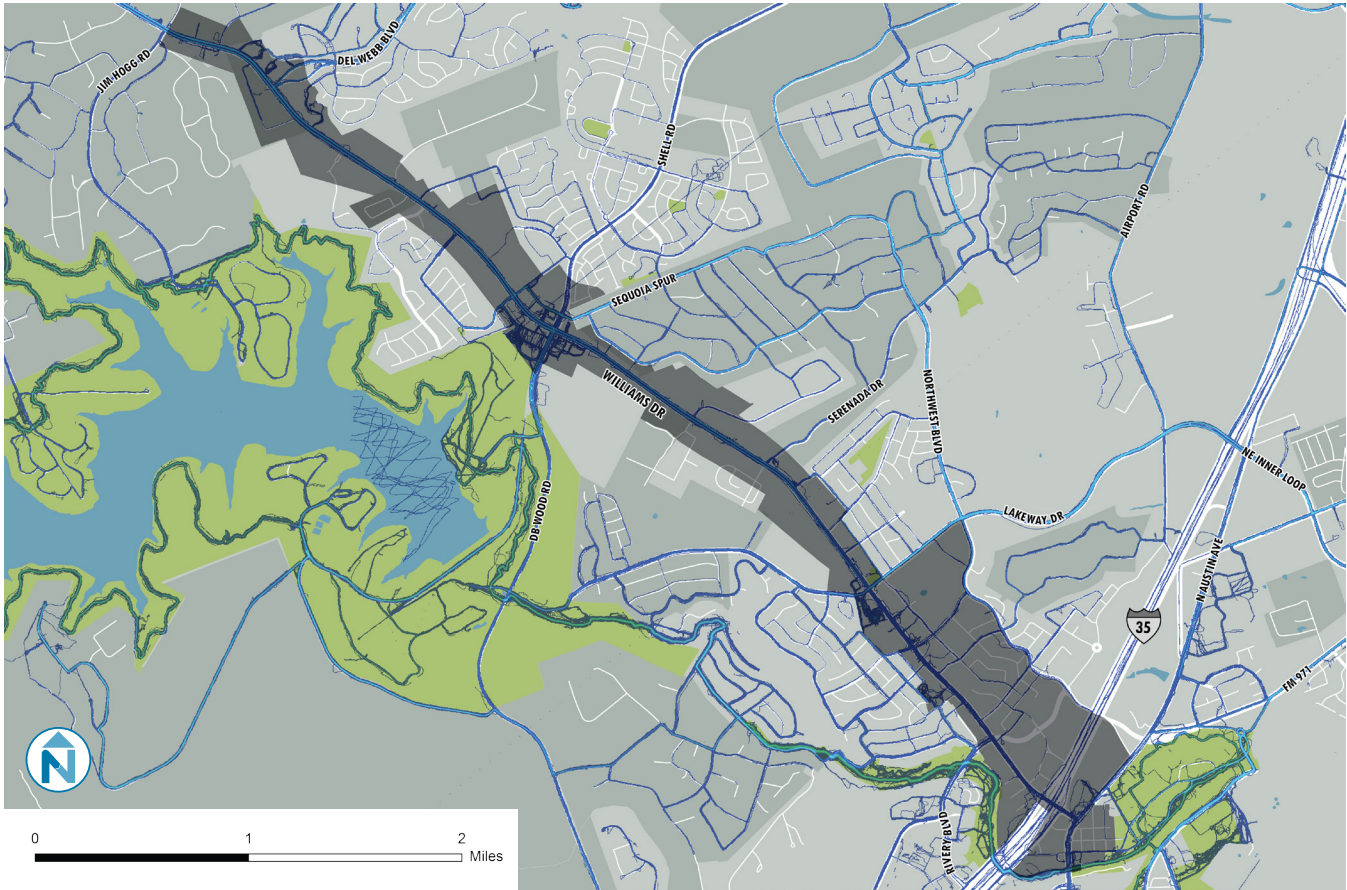 JIM HOGG RD
DEL WEBB BLVD
SHELL RD
AIRPORT RD
SEQUOIA SPUR
WILLIAMS DR
SERENADA DR
NORTHWEST BLVD
NE INNER LOOP
DB WOOD RD
LAKEWAY DR
N AUSTIN AVE
35
FM 971
N
RIVERY BLVD
0 1 2
Miles